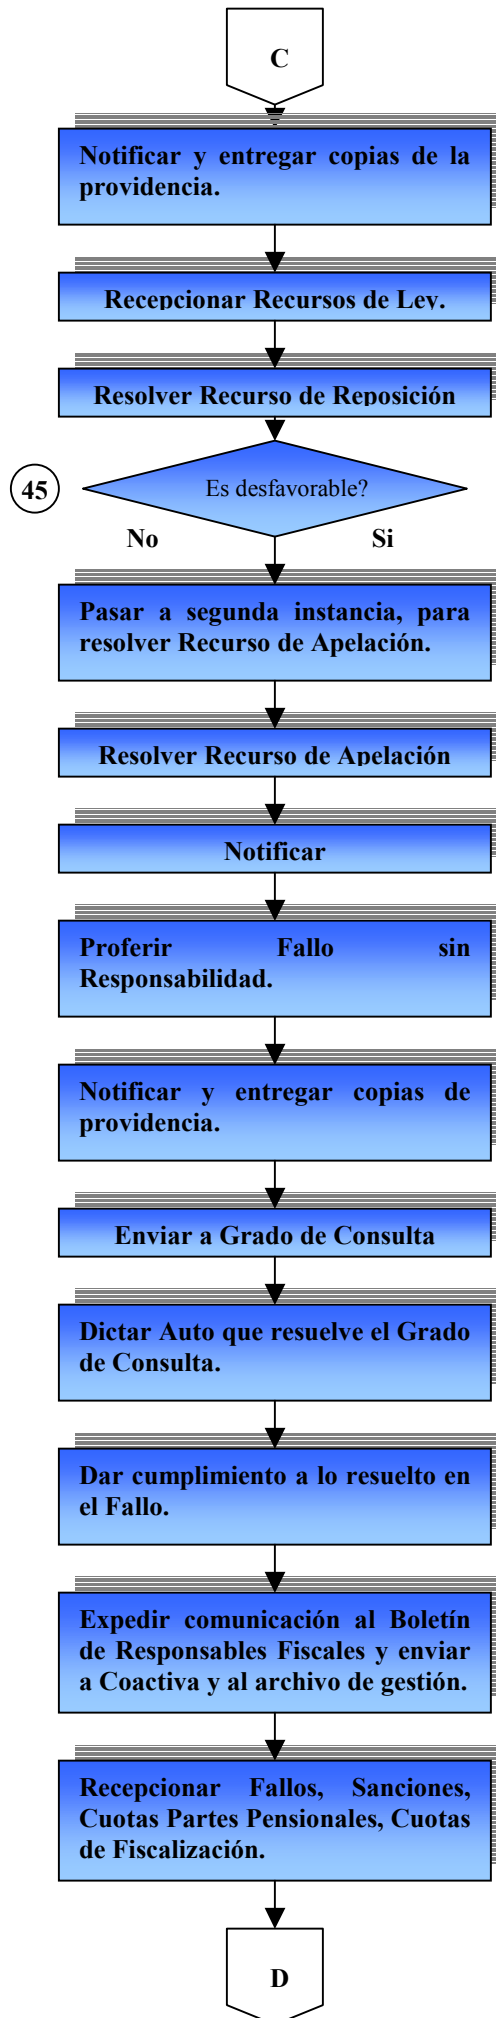 C
Notificar y entregar copias de la
providencia.
Recepcionar Recursos de Ley.
Resolver Recurso de Reposición
45
Es desfavorable?
No Si
Pasar a segunda instancia, para
resolver Recurso de Apelación.
Resolver Recurso de Apelación
Notificar
Proferir Fallo sin
Responsabilidad.
Notificar y entregar copias de
providencia.
Enviar a Grado de Consulta
Dictar Auto que resuelve el Grado
de Consulta.
Dar cumplimiento a lo resuelto en
el Fallo.
Expedir comunicación al Boletín
de Responsables Fiscales y enviar
a Coactiva y al archivo de gestión.
Recepcionar Fallos, Sanciones,
Cuotas Partes Pensionales, Cuotas
de Fiscalización.
D